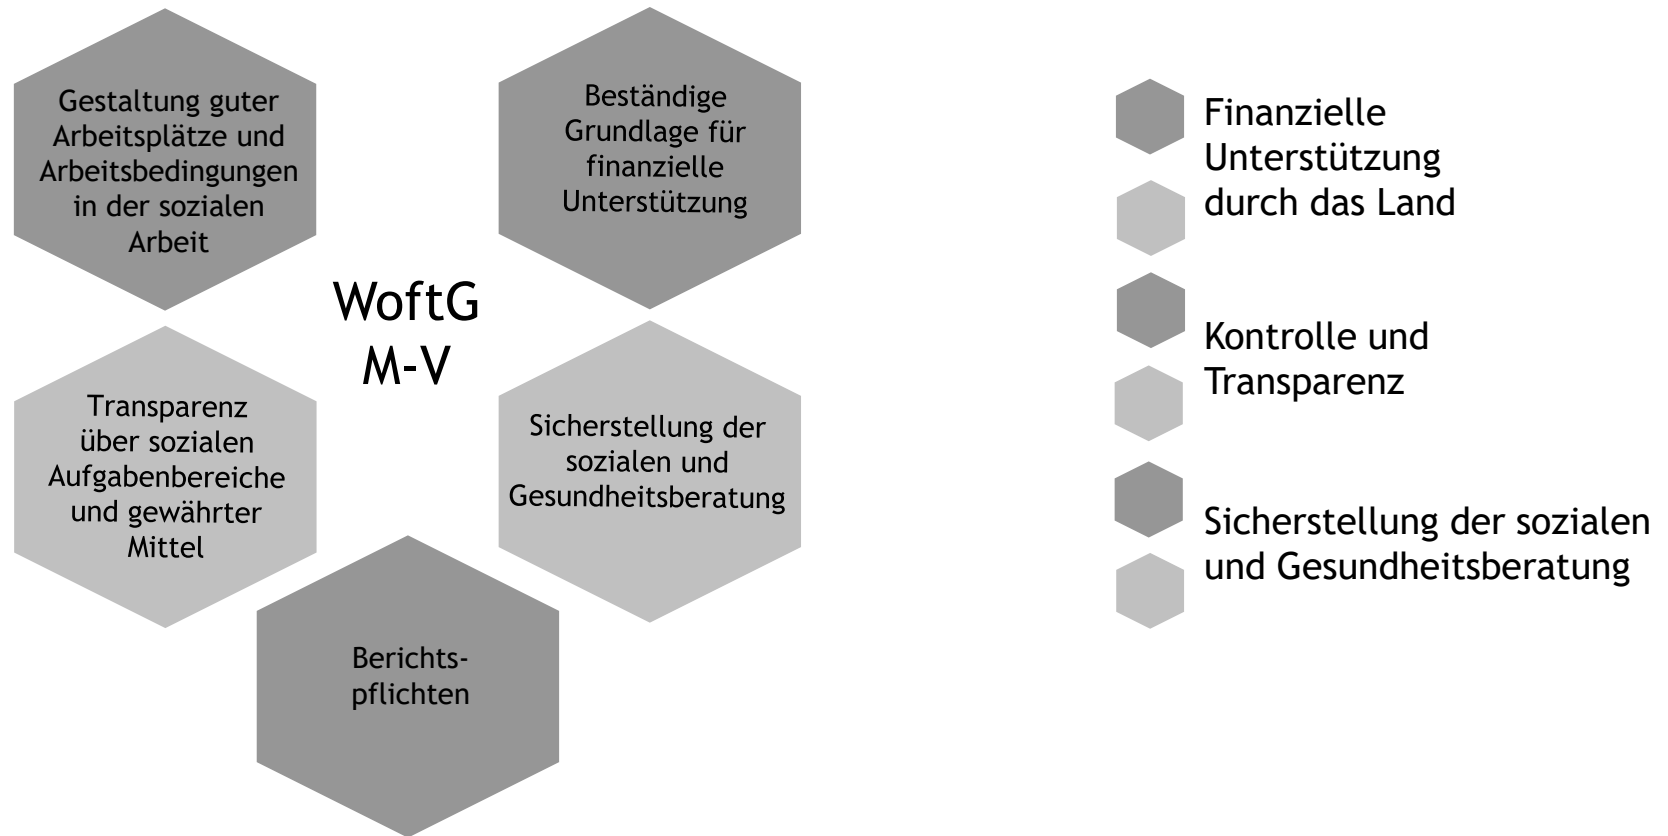 Gestaltung guter
Arbeitsplätze und
Arbeitsbedingungen
in der sozialen
Arbeit
Beständige
Grundlage für
finanzielle
Unterstützung
WoftG
M-V
Transparenz
über sozialen
Aufgabenbereiche
und gewährter
Mittel
Sicherstellung der
sozialen und
Gesundheitsberatung
Berichts-
pflichten
Finanzielle
Unterstützung
durch das Land
Kontrolle und
Transparenz
Sicherstellung der sozialen
und Gesundheitsberatung